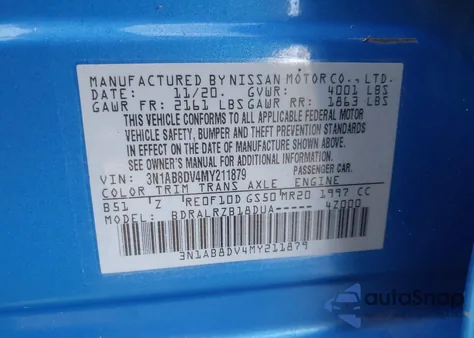 MANUFACTURED BY NISSAN MOTOR CO., LTD.
DATE: 11/20. GVWR: 4001 LBS
GAWR FR: 2161 LBS GAWR RR: 1863 LBS
THIS VEHICLE CONFORMS TO ALL APPLICABLE FEDERAL MOTOR
VEHICLE SAFETY, BUMPER AND THEFT PREVENTION STANDARDS
IN EFFECT ON THE DATE OF MANUFACTURE SHOWN ABOVE.
SEE OWNER'S MANUAL FOR ADDITIONAL INFORMATION.
VIN: 3N1AB8DV4MY211879 PASSENGER CAR.
COLOR TRIM TRANS AXLE ENGINE
B51 Z RE0F10D GS50 MR20 1997 CC
MODEL: BDRALRZB18DUA 47000
3N1AB8DV4MY211879
autoSnap